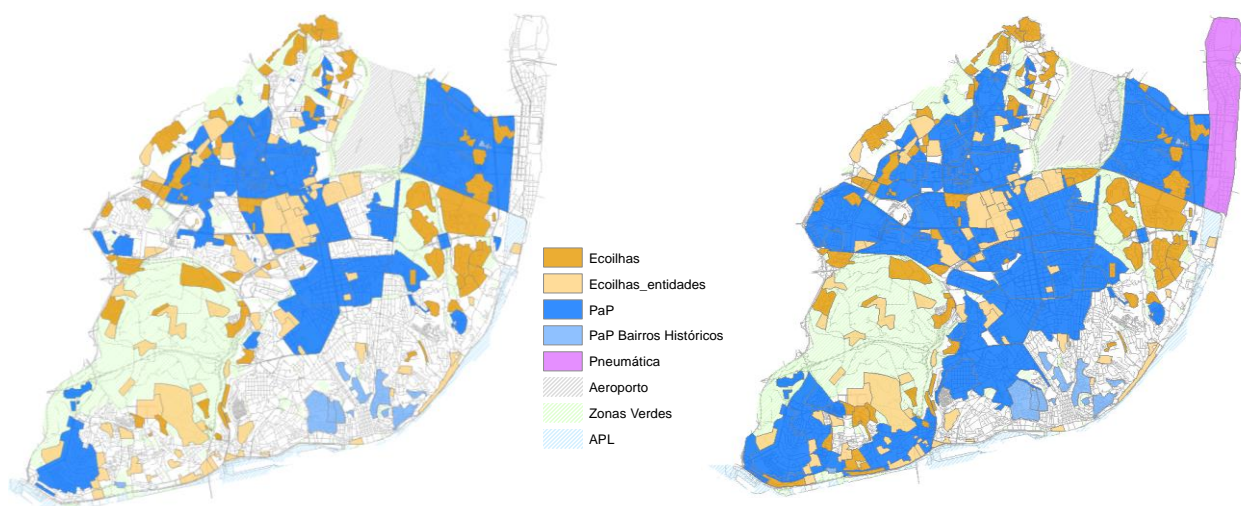 Ecoilhas
Ecoilhas_entidades
PaP
PaP Bairros Históricos
Pneumática
Aeroporto
Zonas Verdes
APL